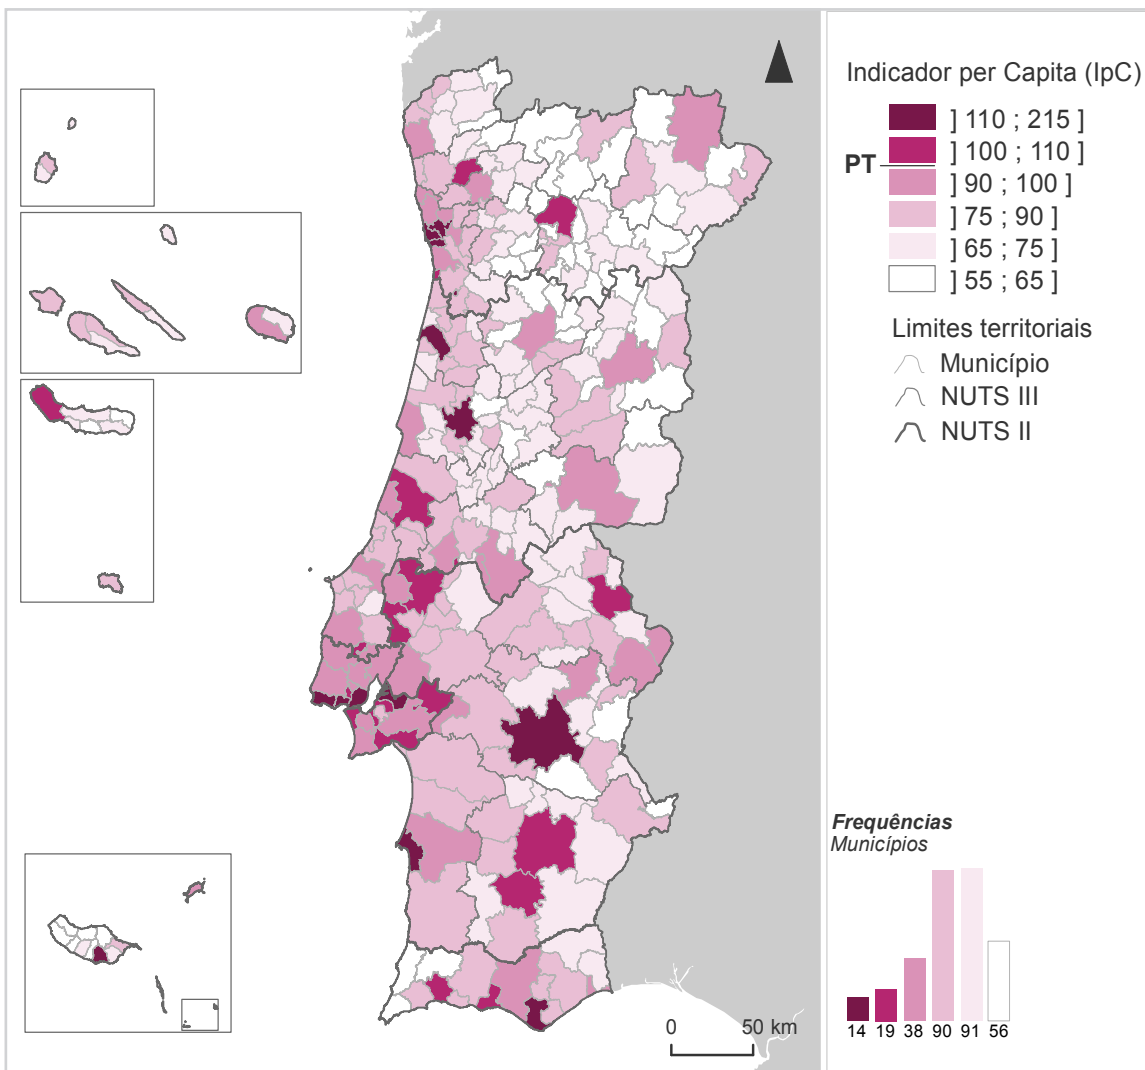 Indicador per Capita (IpC)
] 110 ; 215 ]
] 100 ; 110 ]
PT
] 90 ; 100 ]
] 75 ; 90 ]
] 65 ; 75 ]
] 55 ; 65 ]
Limites territoriais
Município
NUTS III
NUTS II
Frequências
Municípios
14 19 38 90 91 56
0 50 km